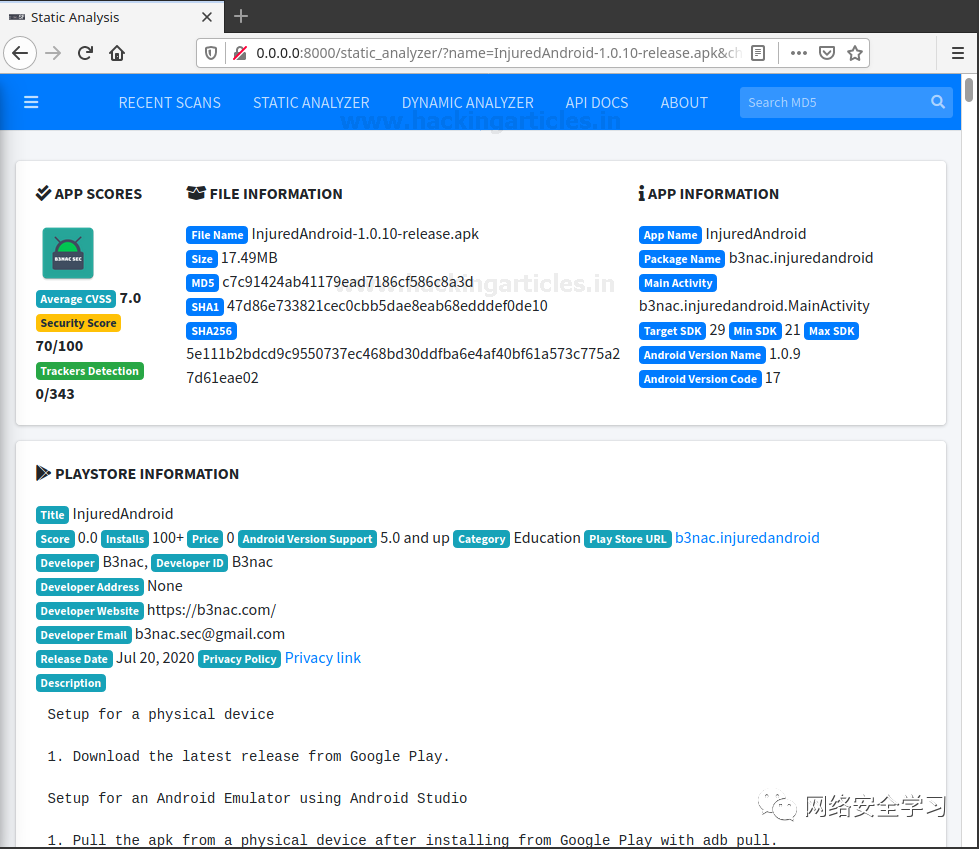 Static Analysis
0.0.0.0:8000/static_analyzer/?name=InjuredAndroid-1.0.10-release.apk&ch
RECENT SCANS STATIC ANALYZER DYNAMIC ANALYZER API DOCS ABOUT Search MD5
www.hackingarticles.in
APP SCORES
B3NAC SEC
Average CVSS 7.0
Security Score
70/100
Trackers Detection
0/343
FILE INFORMATION
File Name InjuredAndroid-1.0.10-release.apk
Size 17.49MB
MD5 c7c91424ab41179ead7186cf586c8a3d
www.hackingarticles.in
SHA1 47d86e733821cec0cbb5dae8eab68edddef0de10
SHA256
5e111b2bdcd9c9550737ec468bd30ddfba6e4af40bf61a573c775a2
7d61eae02
APP INFORMATION
App Name InjuredAndroid
Package Name b3nac.injuredandroid
Main Activity
b3nac.injuredandroid.MainActivity
Target SDK 29 Min SDK 21 Max SDK
Android Version Name 1.0.9
Android Version Code 17
PLAYSTORE INFORMATION
Title InjuredAndroid
Score 0.0 Installs 100+ Price 0 Android Version Support 5.0 and up Category Education Play Store URL b3nac.injuredandroid
Developer B3nac, Developer ID B3nac
Developer Address None
Developer Website https://b3nac.com/
Developer Email b3nac.sec@gmail.com
Release Date Jul 20, 2020 Privacy Policy Privacy link
Description
Setup for a physical device
1. Download the latest release from Google Play.
Setup for an Android Emulator using Android Studio
1. Pull the apk from a physical device after installing from Google Play with adb pull.
网络安全学习